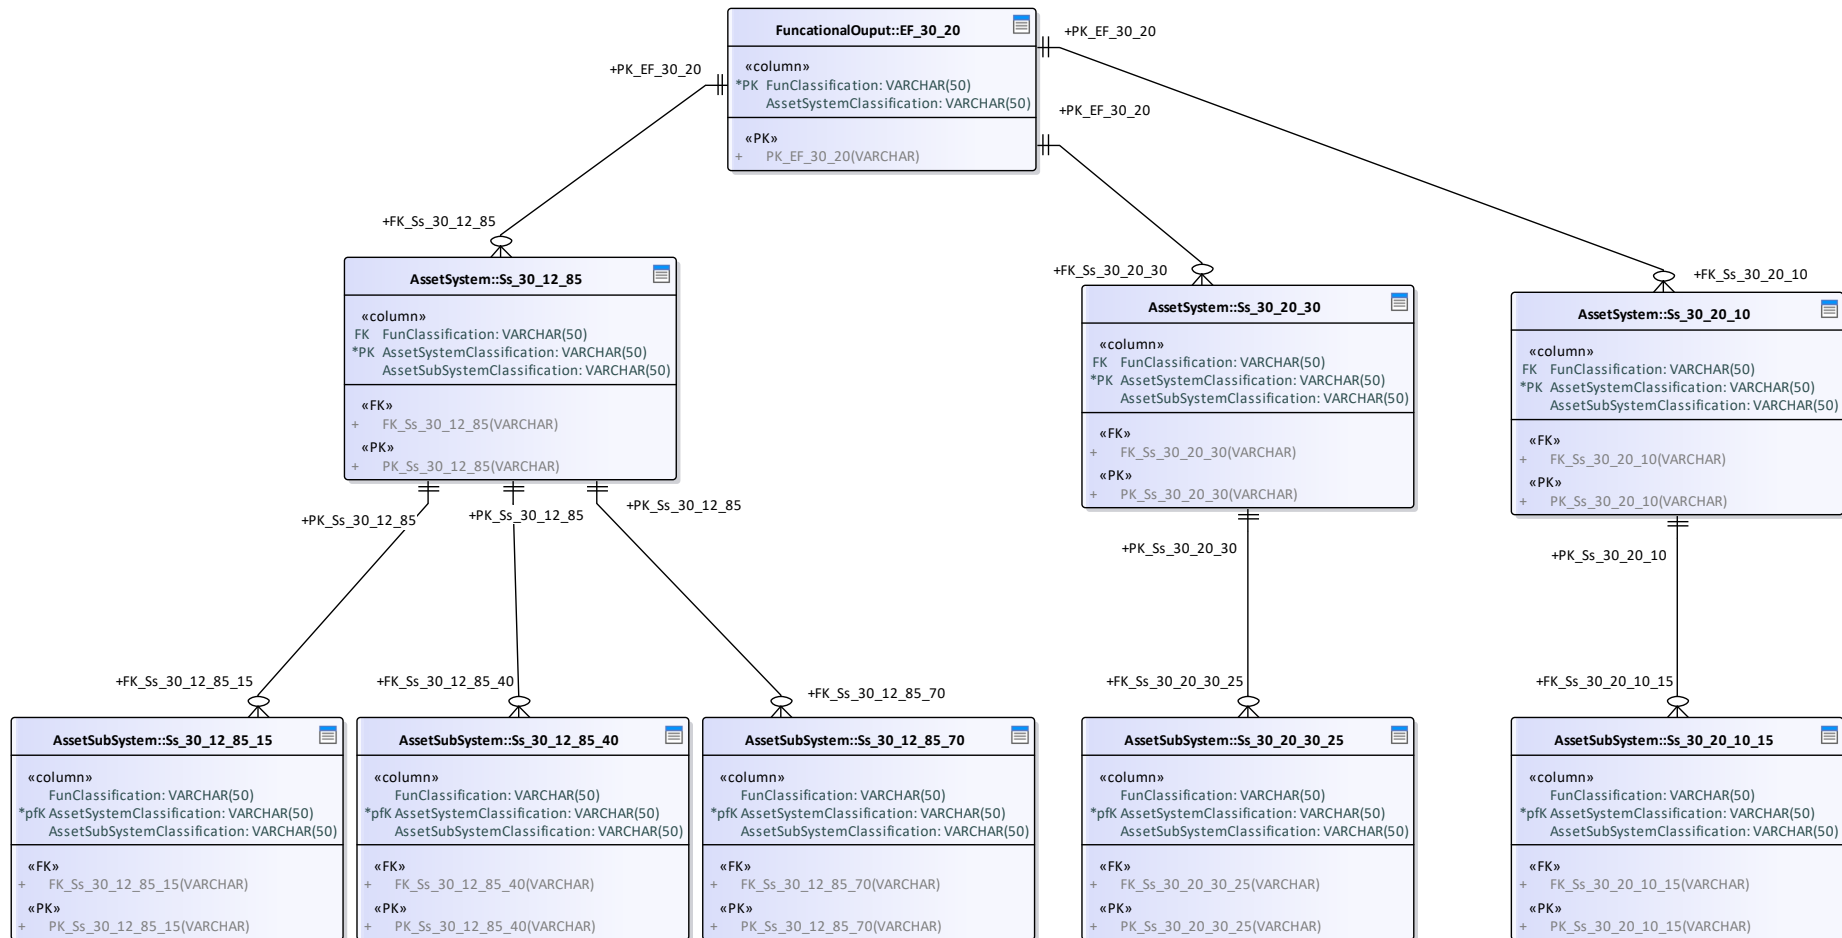 FuncationalOuput::EF_30_20
«column»
*PK FunClassification: VARCHAR(50)
AssetSystemClassification: VARCHAR(50)
«PK»
+ PK_EF_30_20(VARCHAR)
+PK_EF_30_20
+PK_EF_30_20
+PK_EF_30_20
+FK_Ss_30_12_85
+FK_Ss_30_20_30
+FK_Ss_30_20_10
AssetSystem::Ss_30_12_85
«column»
FK FunClassification: VARCHAR(50)
*PK AssetSystemClassification: VARCHAR(50)
AssetSubSystemClassification: VARCHAR(50)
«FK»
+ FK_Ss_30_12_85(VARCHAR)
«PK»
+ PK_Ss_30_12_85(VARCHAR)
AssetSystem::Ss_30_20_30
«column»
FK FunClassification: VARCHAR(50)
*PK AssetSystemClassification: VARCHAR(50)
AssetSubSystemClassification: VARCHAR(50)
«FK»
+ FK_Ss_30_20_30(VARCHAR)
«PK»
+ PK_Ss_30_20_30(VARCHAR)
AssetSystem::Ss_30_20_10
«column»
FK FunClassification: VARCHAR(50)
*PK AssetSystemClassification: VARCHAR(50)
AssetSubSystemClassification: VARCHAR(50)
«FK»
+ FK_Ss_30_20_10(VARCHAR)
«PK»
+ PK_Ss_30_20_10(VARCHAR)
+PK_Ss_30_12_85
+PK_Ss_30_12_85
+PK_Ss_30_12_85
+PK_Ss_30_20_30
+PK_Ss_30_20_10
+FK_Ss_30_12_85_15
+FK_Ss_30_12_85_40
+FK_Ss_30_12_85_70
+FK_Ss_30_20_30_25
+FK_Ss_30_20_10_15
AssetSubSystem::Ss_30_12_85_15
«column»
FunClassification: VARCHAR(50)
*pfK AssetSystemClassification: VARCHAR(50)
AssetSubSystemClassification: VARCHAR(50)
«FK»
+ FK_Ss_30_12_85_15(VARCHAR)
«PK»
+ PK_Ss_30_12_85_15(VARCHAR)
AssetSubSystem::Ss_30_12_85_40
«column»
FunClassification: VARCHAR(50)
*pfK AssetSystemClassification: VARCHAR(50)
AssetSubSystemClassification: VARCHAR(50)
«FK»
+ FK_Ss_30_12_85_40(VARCHAR)
«PK»
+ PK_Ss_30_12_85_40(VARCHAR)
AssetSubSystem::Ss_30_12_85_70
«column»
FunClassification: VARCHAR(50)
*pfK AssetSystemClassification: VARCHAR(50)
AssetSubSystemClassification: VARCHAR(50)
«FK»
+ FK_Ss_30_12_85_70(VARCHAR)
«PK»
+ PK_Ss_30_12_85_70(VARCHAR)
AssetSubSystem::Ss_30_20_30_25
«column»
FunClassification: VARCHAR(50)
*pfK AssetSystemClassification: VARCHAR(50)
AssetSubSystemClassification: VARCHAR(50)
«FK»
+ FK_Ss_30_20_30_25(VARCHAR)
«PK»
+ PK_Ss_30_20_30_25(VARCHAR)
AssetSubSystem::Ss_30_20_10_15
«column»
FunClassification: VARCHAR(50)
*pfK AssetSystemClassification: VARCHAR(50)
AssetSubSystemClassification: VARCHAR(50)
«FK»
+ FK_Ss_30_20_10_15(VARCHAR)
«PK»
+ PK_Ss_30_20_10_15(VARCHAR)